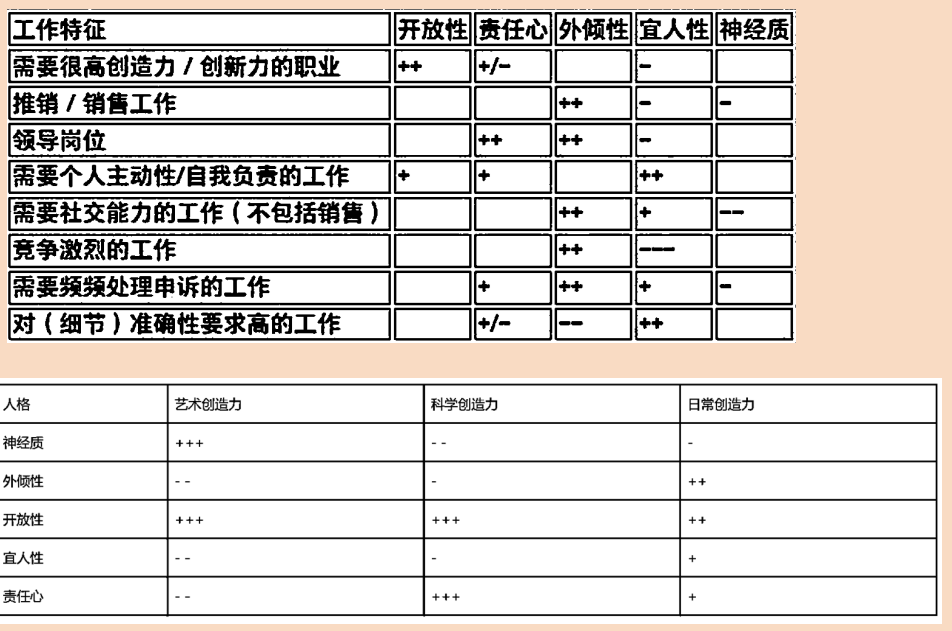 工作特征 开放性 责任心 外倾性 宜人性 神经质
需要很高创造力 / 创新力的职业 ++ +/− −
推销 / 销售工作 ++ − −
领导岗位 ++ ++ −
需要个人主动性/自我负责的工作 + + ++
需要社交能力的工作（不包括销售） ++ + −−
竞争激烈的工作 ++ −−−
需要频频处理申诉的工作 + ++ + −
对（细节）准确性要求高的工作 +/− −− ++
人格 艺术创造力 科学创造力 日常创造力
神经质 +++ - - -
外倾性 - - - ++
开放性 +++ +++ ++
宜人性 - - - +
责任心 - - +++ +